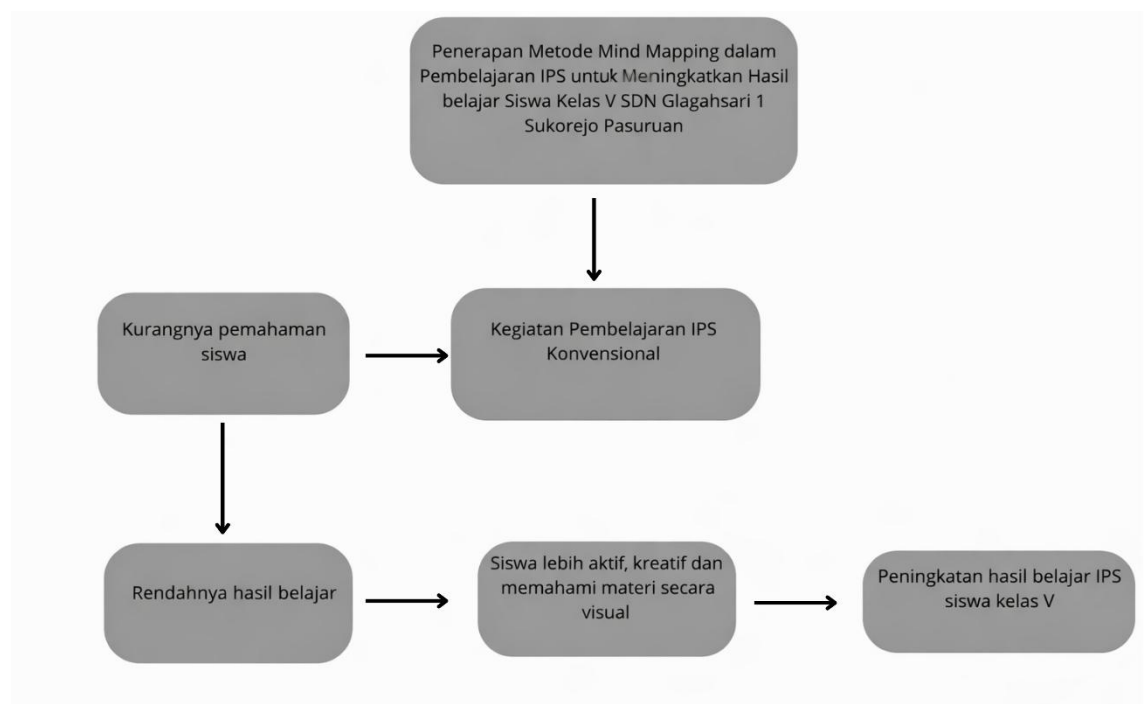 Penerapan Metode Mind Mapping dalam
Pembelajaran IPS untuk Meningkatkan Hasil
belajar Siswa Kelas V SDN Glagahsari 1
Sukorejo Pasuruan
Kurangnya pemahaman
siswa
Kegiatan Pembelajaran IPS
Konvensional
Rendahnya hasil belajar
Siswa lebih aktif, kreatif dan
memahami materi secara
visual
Peningkatan hasil belajar IPS
siswa kelas V